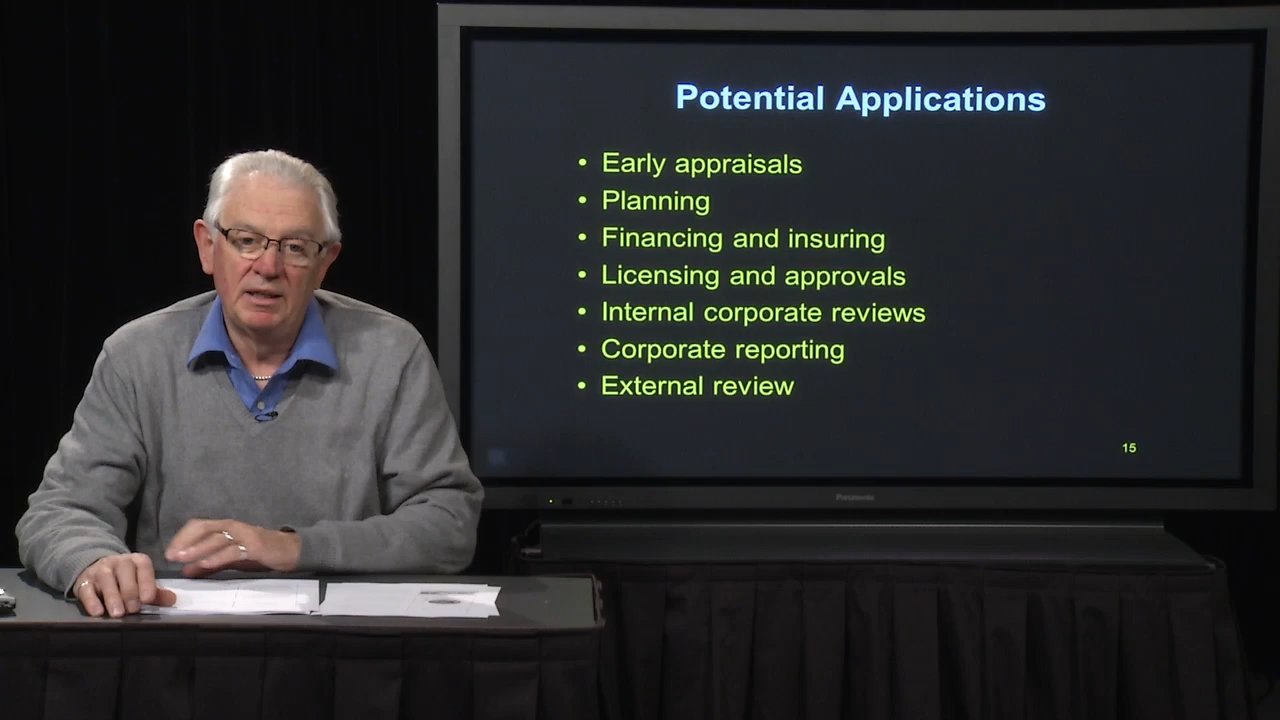 Potential Applications
• Early appraisals
• Planning
• Financing and insuring
• Licensing and approvals
• Internal corporate reviews
• Corporate reporting
• External review
15
Panasonic